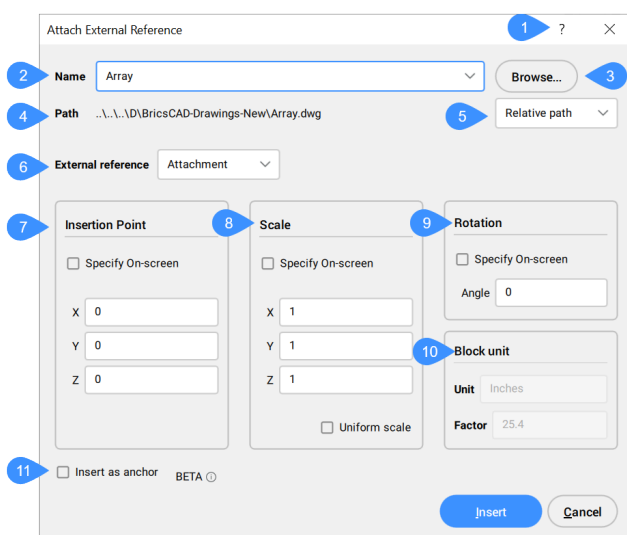 Attach External Reference 1 ?
2 Name Array Browse... 3
4 Path ..\..\..\D\BricsCAD-Drawings-New\Array.dwg 5 Relative path
6 External reference Attachment
7 Insertion Point 8 Scale 9 Rotation
Specify On-screen Specify On-screen Specify On-screen
Angle 0
X 0 X 1
Y 0 Y 1 10 Block unit
Z 0 Z 1 Unit Inches
Uniform scale Factor 25.4
11 Insert as anchor BETA
Insert Cancel